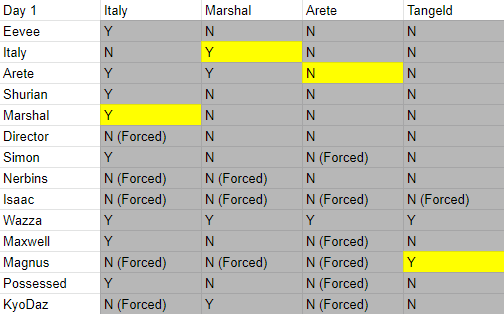 Day 1 Italy Marshal Arete Tangeld
Eevee Y N N N
Italy N Y N N
Arete Y Y N N
Shurian Y N N N
Marshal Y N N N
Director N (Forced) N N N
Simon Y N N (Forced) N
Nerbins N (Forced) N (Forced) N N
Isaac N (Forced) N (Forced) N (Forced) N (Forced)
Wazza Y Y Y Y
Maxwell Y N N (Forced) N
Magnus N (Forced) N (Forced) N (Forced) Y
Possessed Y N N (Forced) N
KyoDaz N (Forced) Y N (Forced) N